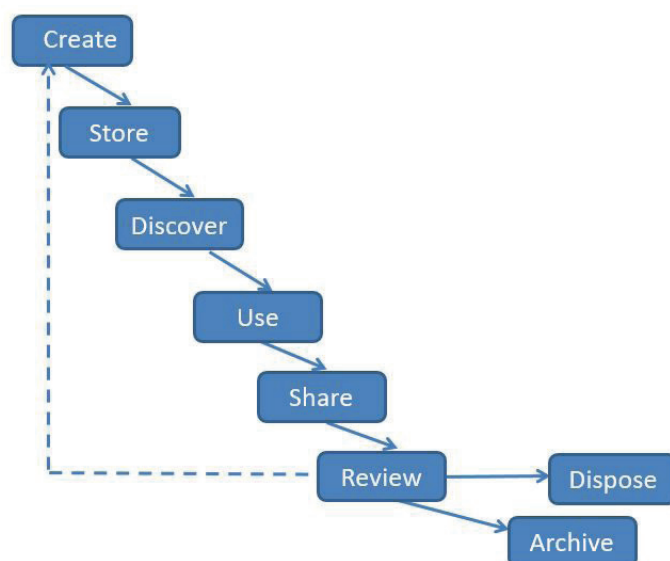 Create
Store
Discover
Use
Share
Review
Dispose
Archive